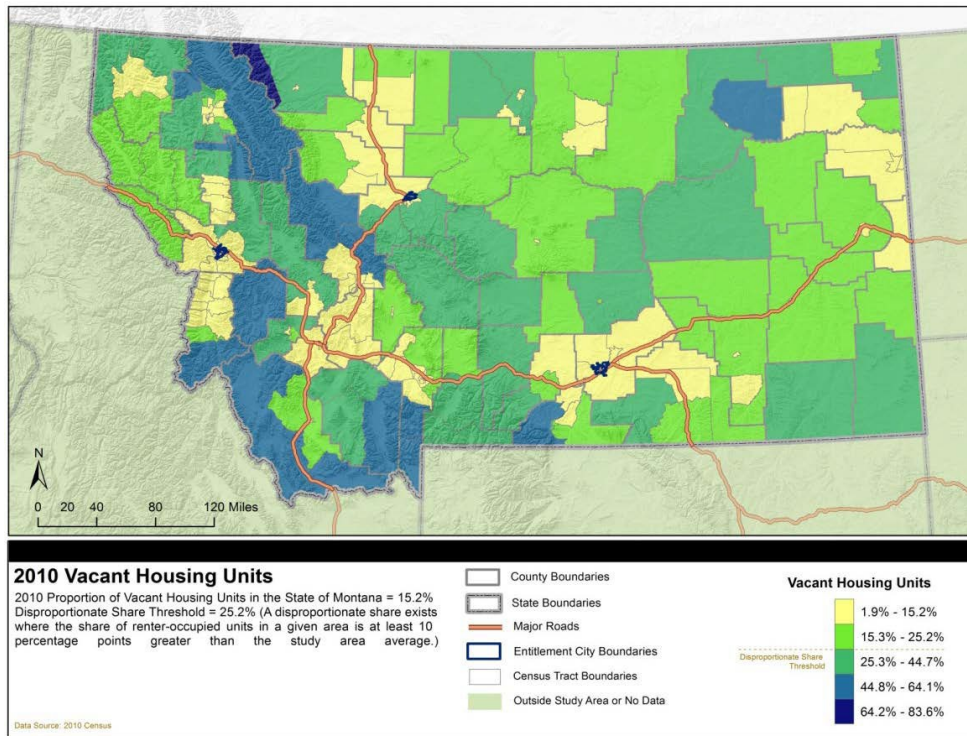 N
0 20 40 80 120 Miles
2010 Vacant Housing Units
2010 Proportion of Vacant Housing Units in the State of Montana = 15.2%
Disproportionate Share Threshold = 25.2% (A disproportionate share exists
where the share of renter-occupied units in a given area is at least 10
percentage points greater than the study area average.)
Data Source: 2010 Census
County Boundaries
State Boundaries
Major Roads
Entitlement City Boundaries
Census Tract Boundaries
Outside Study Area or No Data
Vacant Housing Units
1.9% - 15.2%
15.3% - 25.2%
Disproportionate Share
Threshold
25.3% - 44.7%
44.8% - 64.1%
64.2% - 83.6%